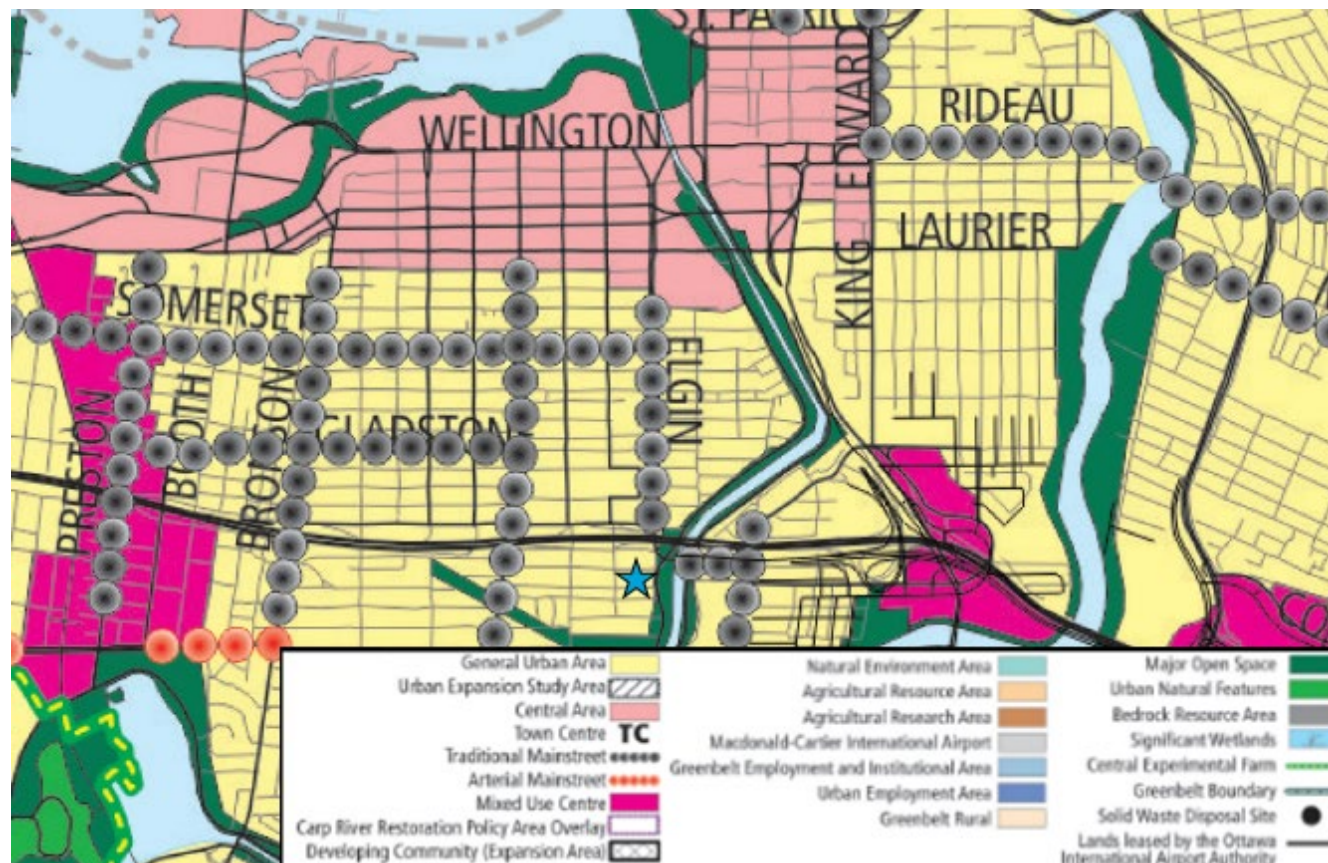 ST. PATRIC
WELLINGTON
RIDEAU
KING EDWARD
LAURIER
SOMERSET
ELGIN
GLADSTON
PRESTON
BRONSON
General Urban Area
Urban Expansion Study Area
Central Area
Town Centre TC
Traditional Mainstreet
Arterial Mainstreet
Mixed Use Centre
Carp River Restoration Policy Area Overlay
Developing Community (Expansion Area)
Natural Environment Area
Agricultural Resource Area
Agricultural Research Area
Macdonald-Cartier International Airport
Greenbelt Employment and Institutional Area
Urban Employment Area
Greenbelt Rural
Major Open Space
Urban Natural Features
Bedrock Resource Area
Significant Wetlands
Central Experimental Farm
Greenbelt Boundary
Solid Waste Disposal Site
Lands leased by the Ottawa
International Airport Authority